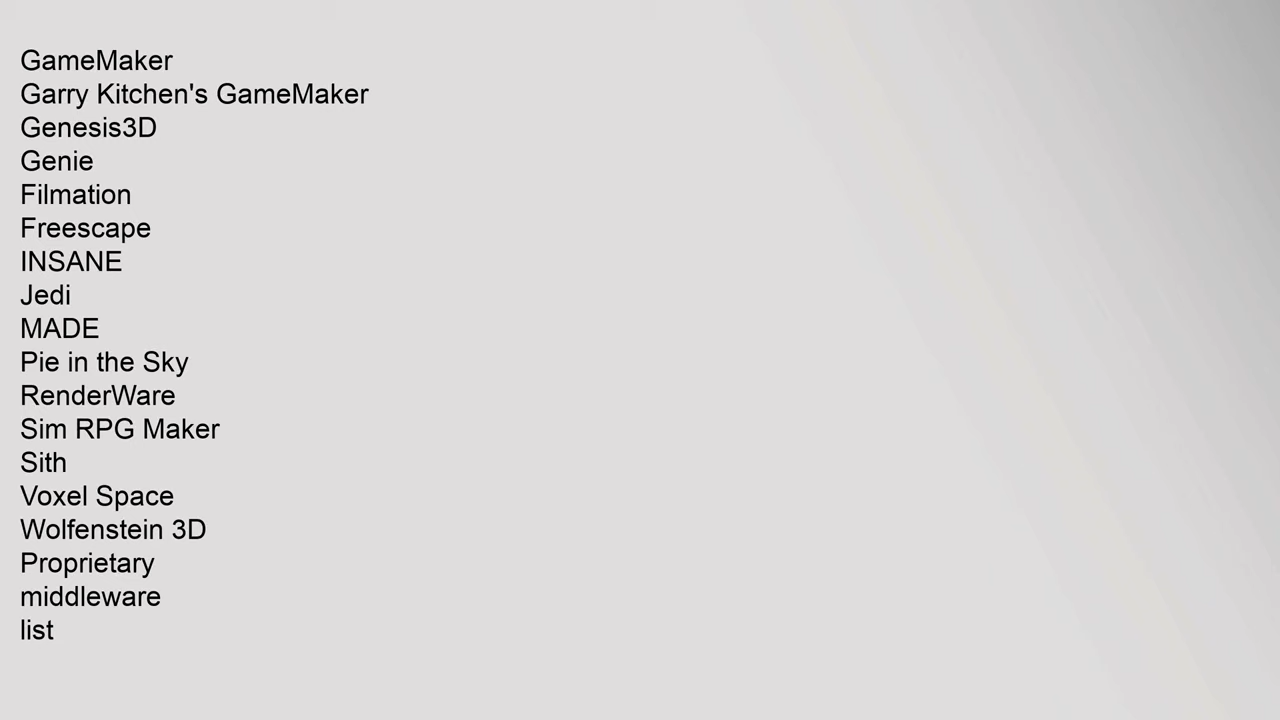 GameMaker
Garry Kitchen's GameMaker
Genesis3D
Genie
Filmation
Freescape
INSANE
Jedi
MADE
Pie in the Sky
RenderWare
Sim RPG Maker
Sith
Voxel Space
Wolfenstein 3D
Proprietary
middleware
list